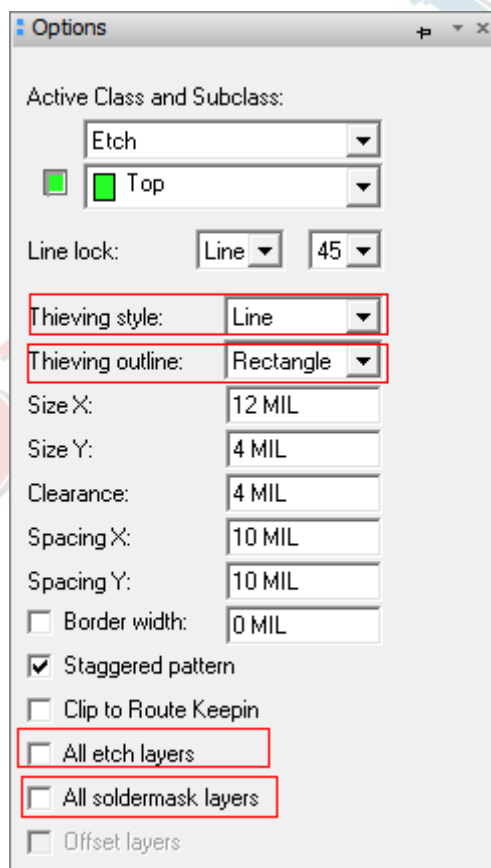 Options
Active Class and Subclass:
Etch
Top
Line lock: Line 45
Thieving style: Line
Thieving outline: Rectangle
Size X: 12 MIL
Size Y: 4 MIL
Clearance: 4 MIL
Spacing X: 10 MIL
Spacing Y: 10 MIL
Border width: 0 MIL
Staggered pattern
Clip to Route Keepin
All etch layers
All soldermask layers
Offset layers